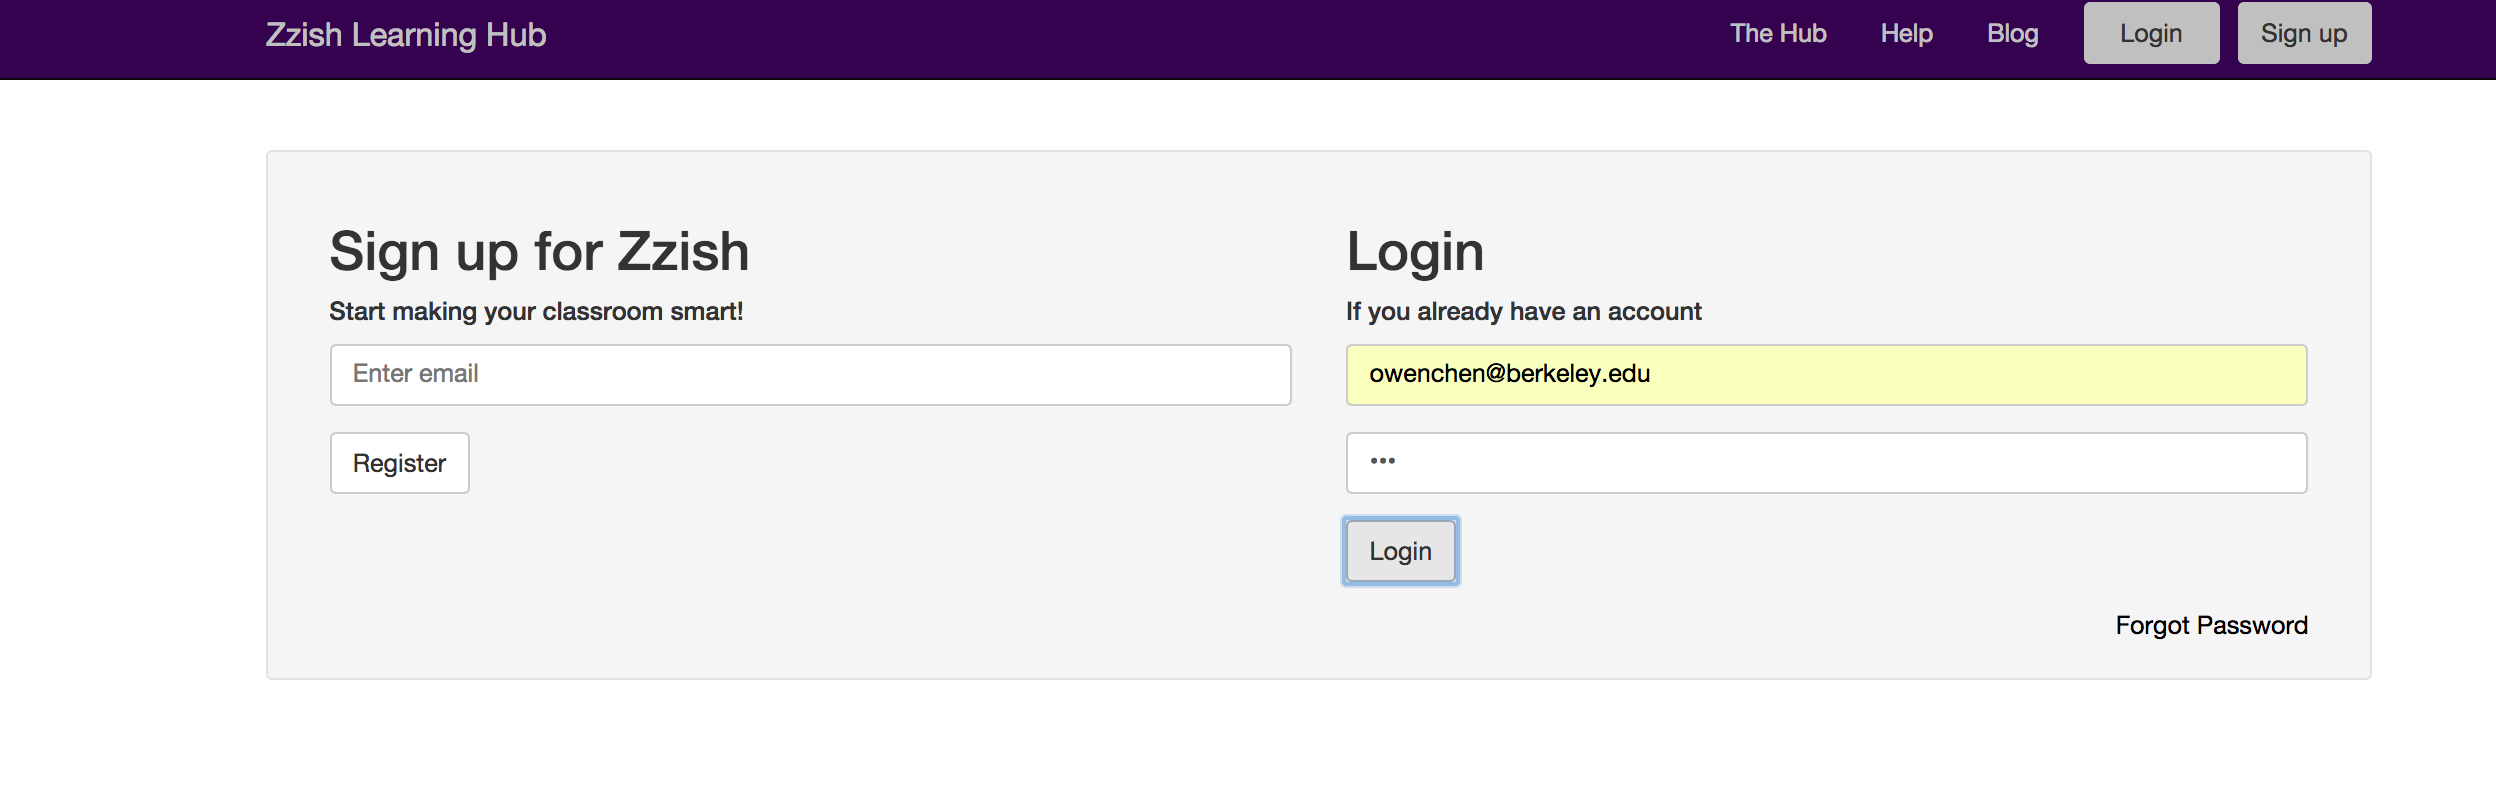 Zzish Learning Hub
The Hub Help Blog Login Sign up
Sign up for Zzish
Start making your classroom smart!
Enter email
Register
Login
If you already have an account
owenchen@berkeley.edu
•••
Login
Forgot Password